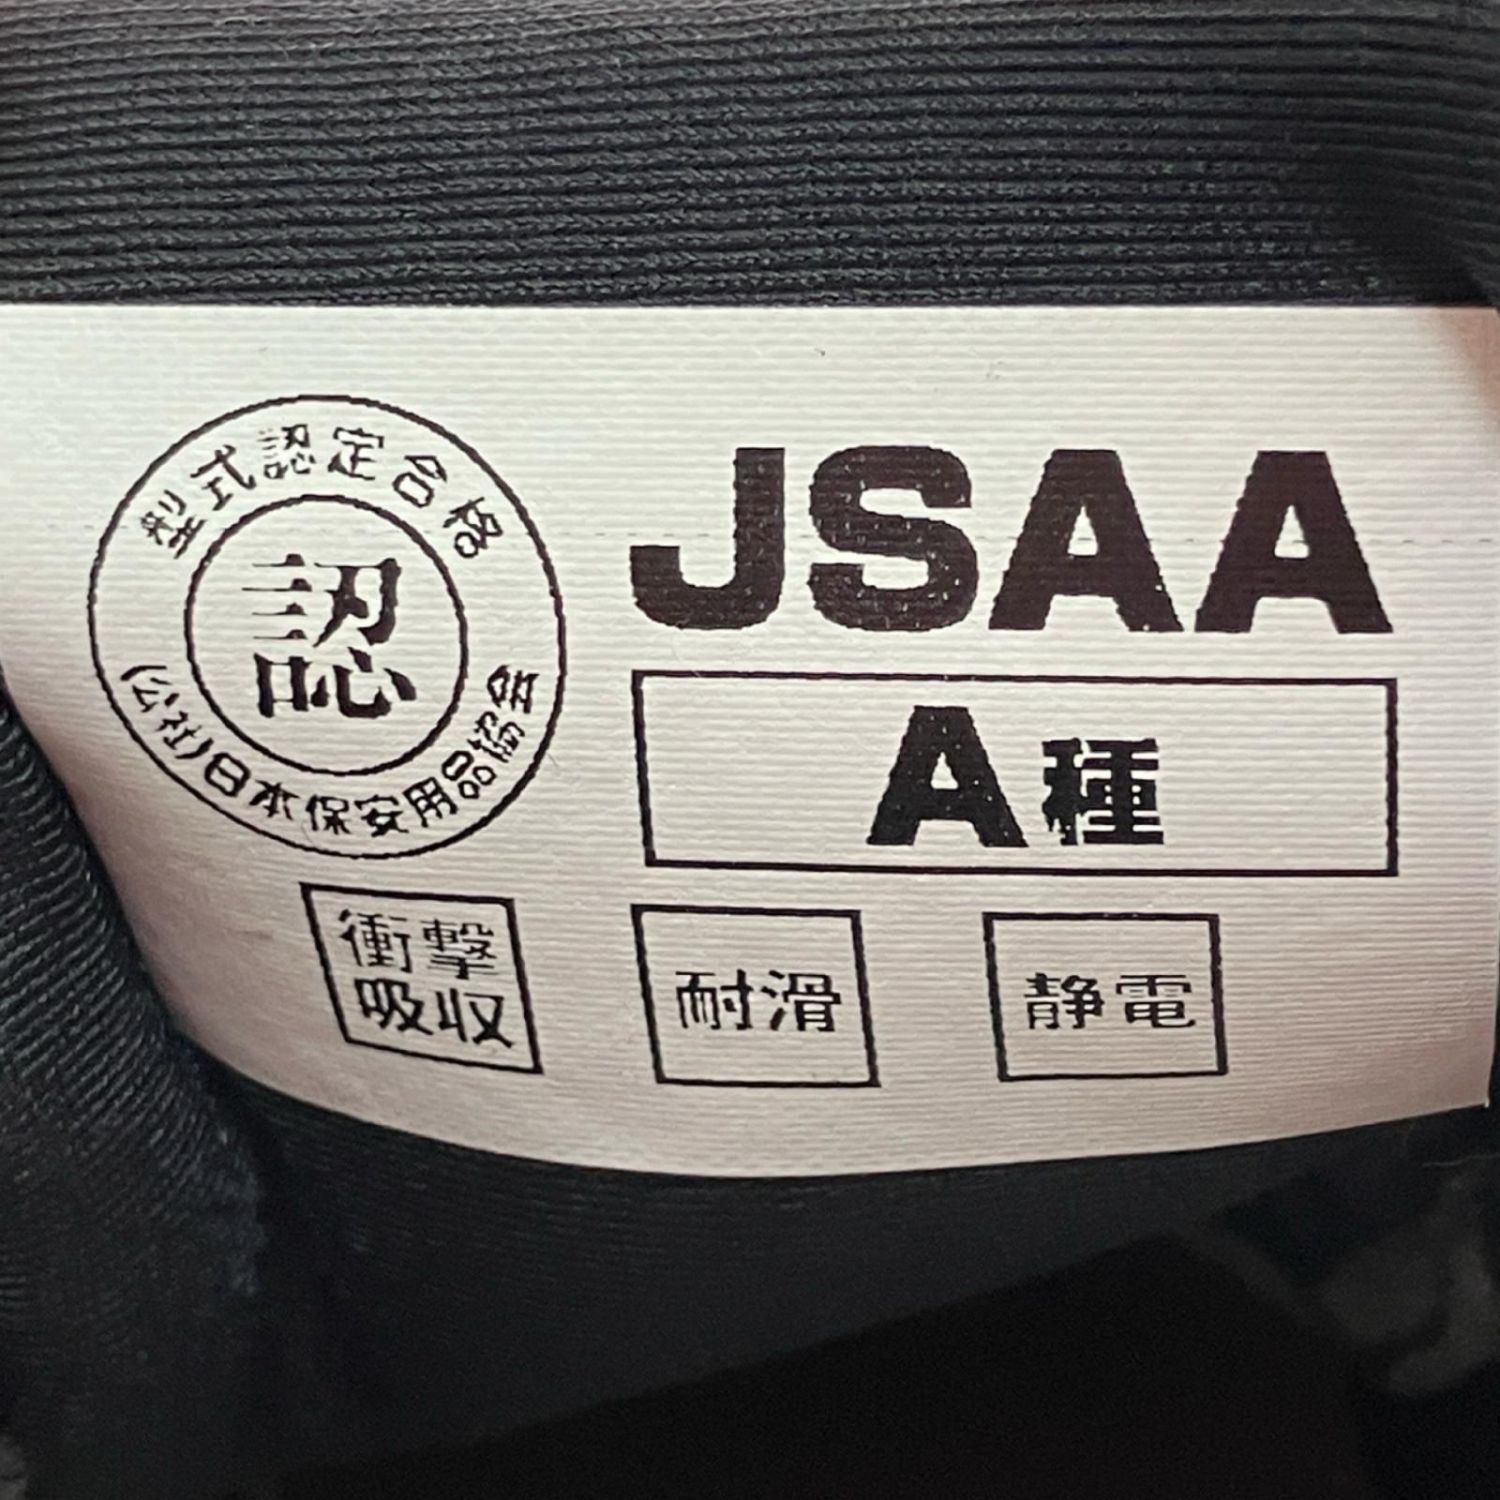 型式認定合格
認
(公社)日本保安用品協会
JSAA
A種
衝撃
吸収
耐滑
静電